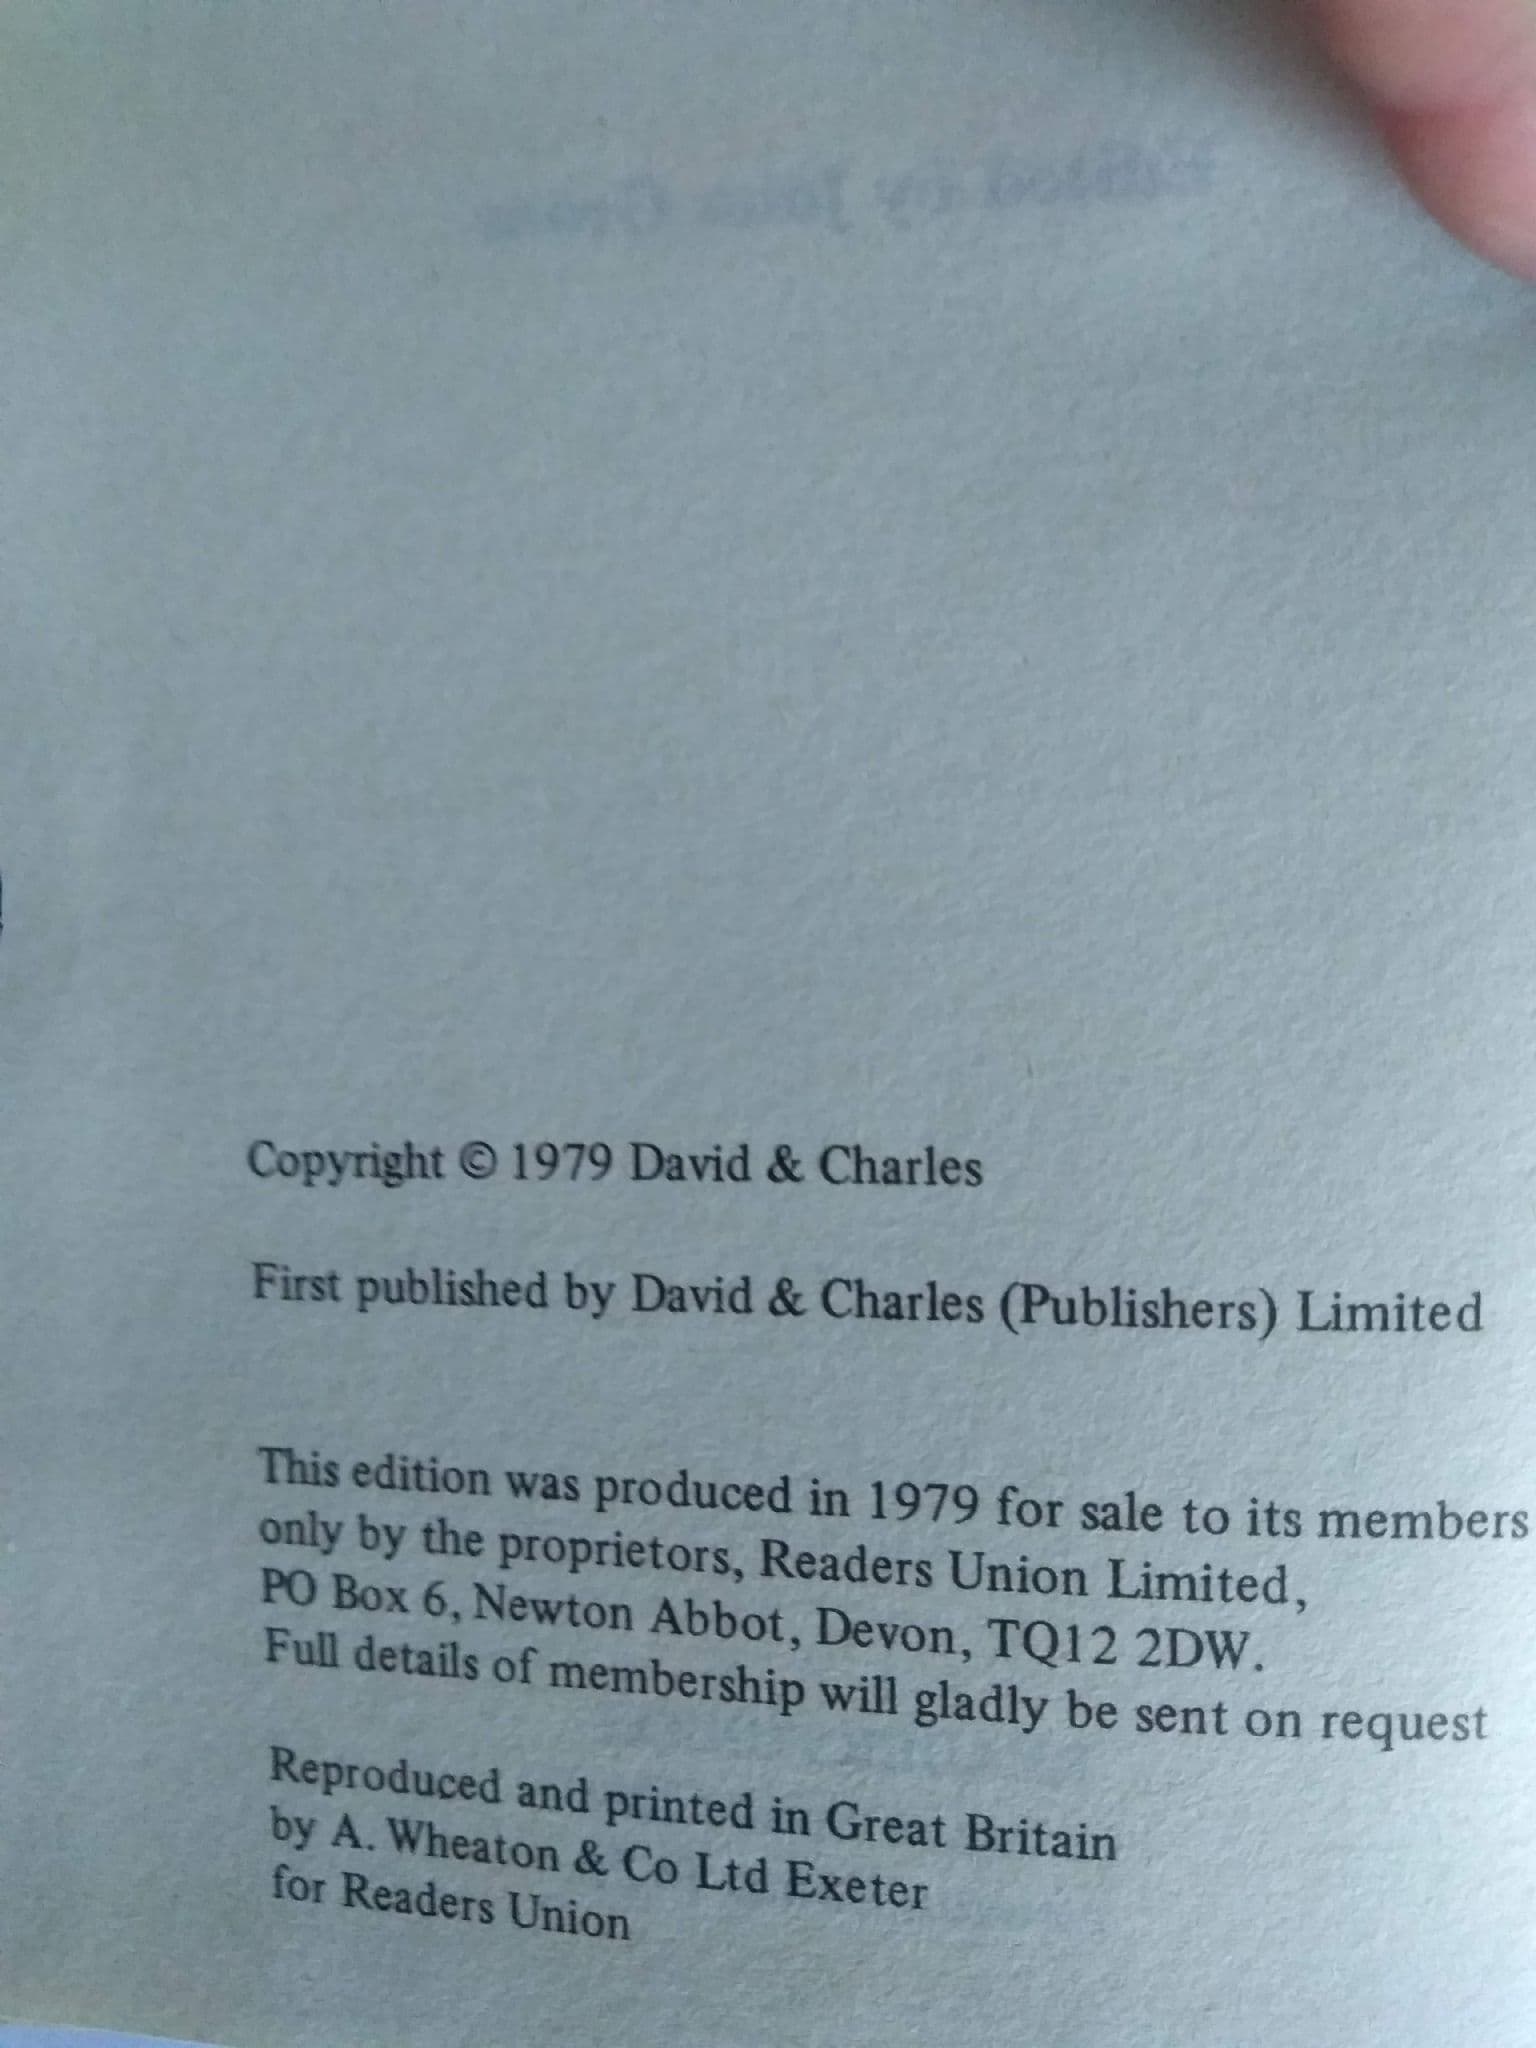 Copyright © 1979 David & Charles
First published by David & Charles (Publishers) Limited
This edition was produced in 1979 for sale to its members
only by the proprietors, Readers Union Limited,
PO Box 6, Newton Abbot, Devon, TQ12 2DW.
Full details of membership will gladly be sent on request
Reproduced and printed in Great Britain
by A. Wheaton & Co Ltd Exeter
for Readers Union